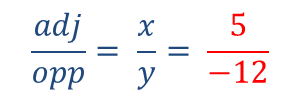 adj/opp = x/y = 5/−12